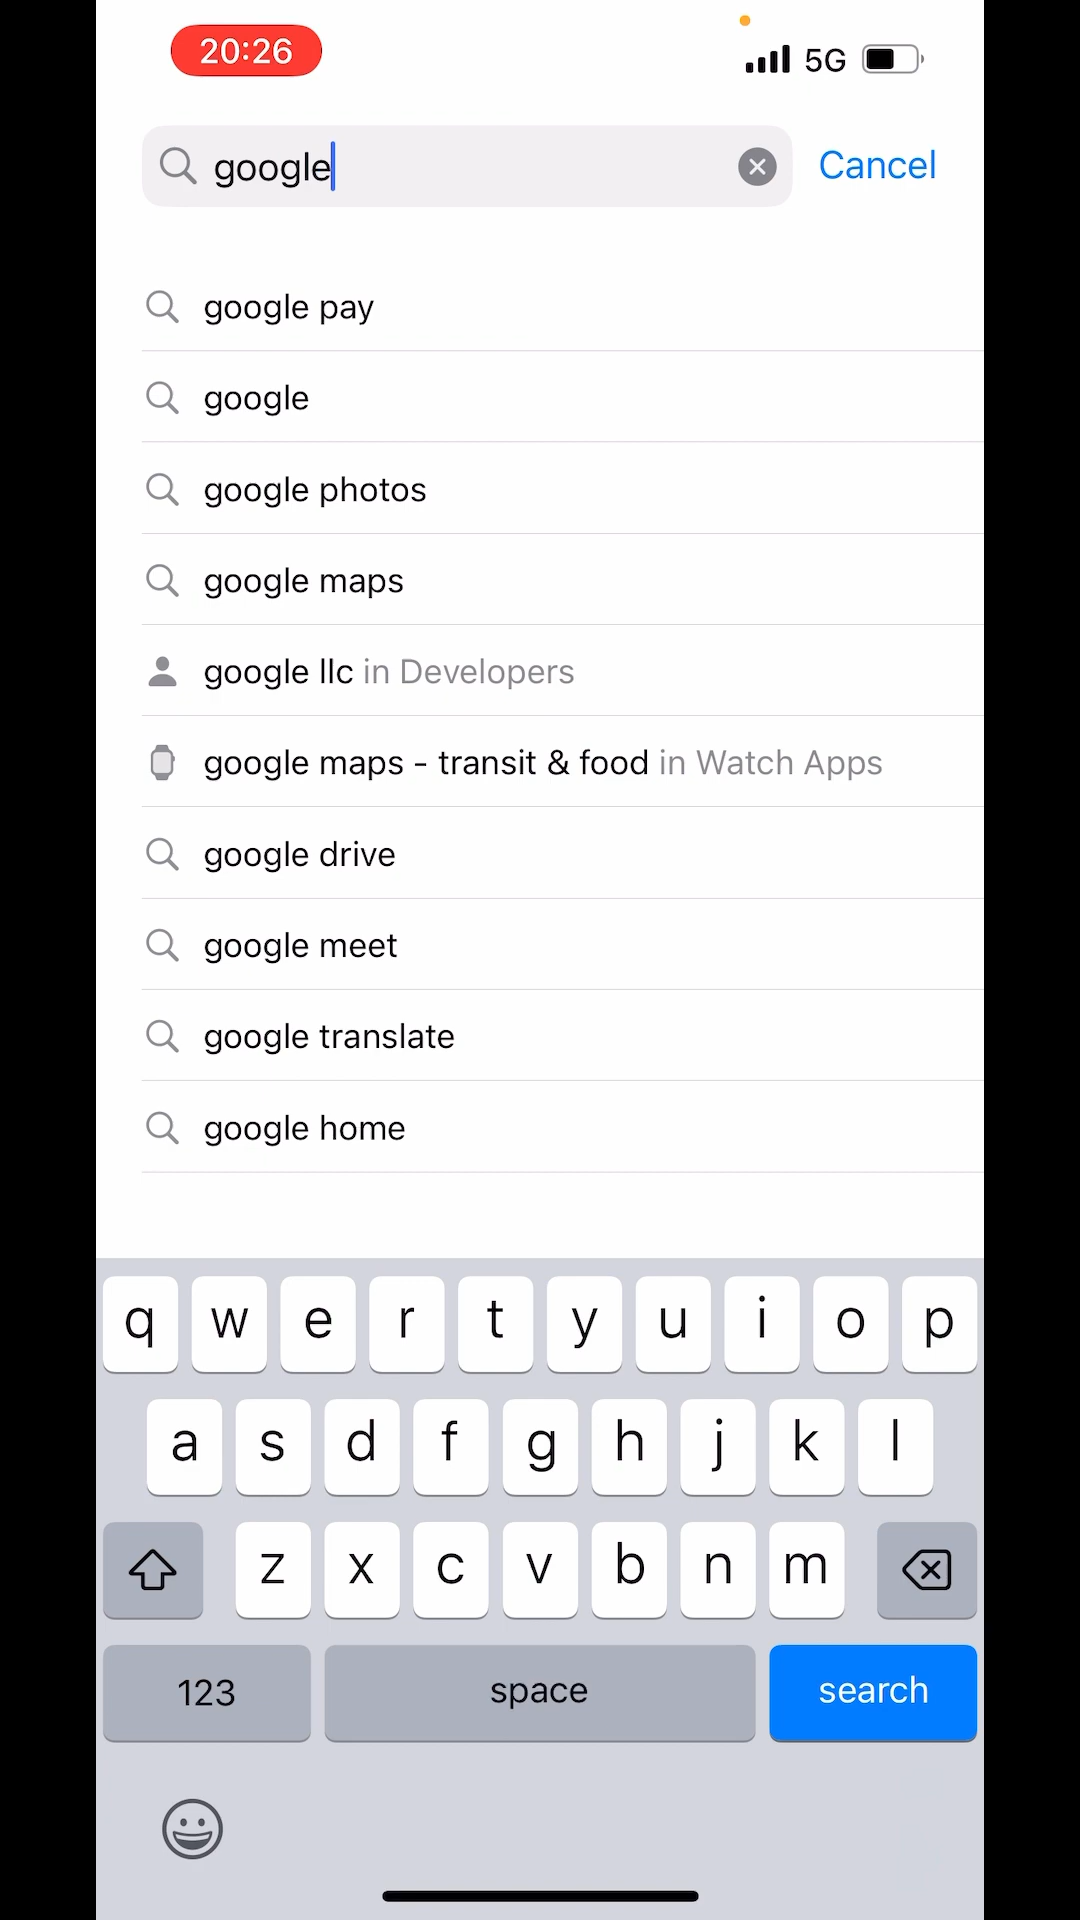 20:26
5G
google
Cancel
google pay
google
google photos
google maps
google llc in Developers
google maps - transit & food in Watch Apps
google drive
google meet
google translate
google home
q w e r t y u i o p
a s d f g h j k l
z x c v b n m
123 space search